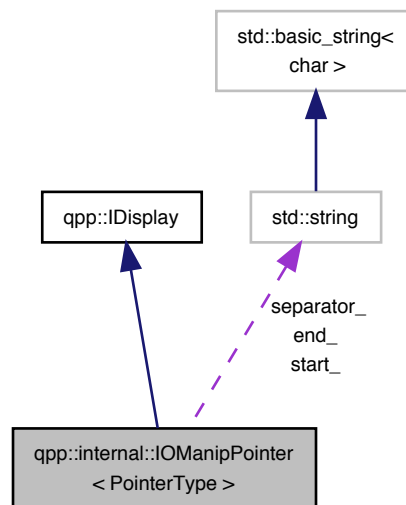 std::basic_string<
char >
qpp::IDisplay
std::string
separator_
end_
start_
qpp::internal::IOManipPointer
< PointerType >